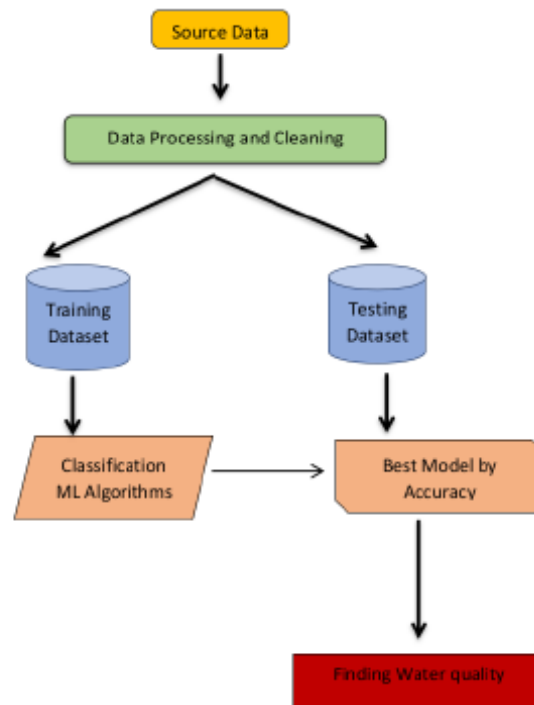 Source Data
Data Processing and Cleaning
Training
Dataset
Testing
Dataset
Classification
ML Algorithms
Best Model by
Accuracy
Finding Water quality